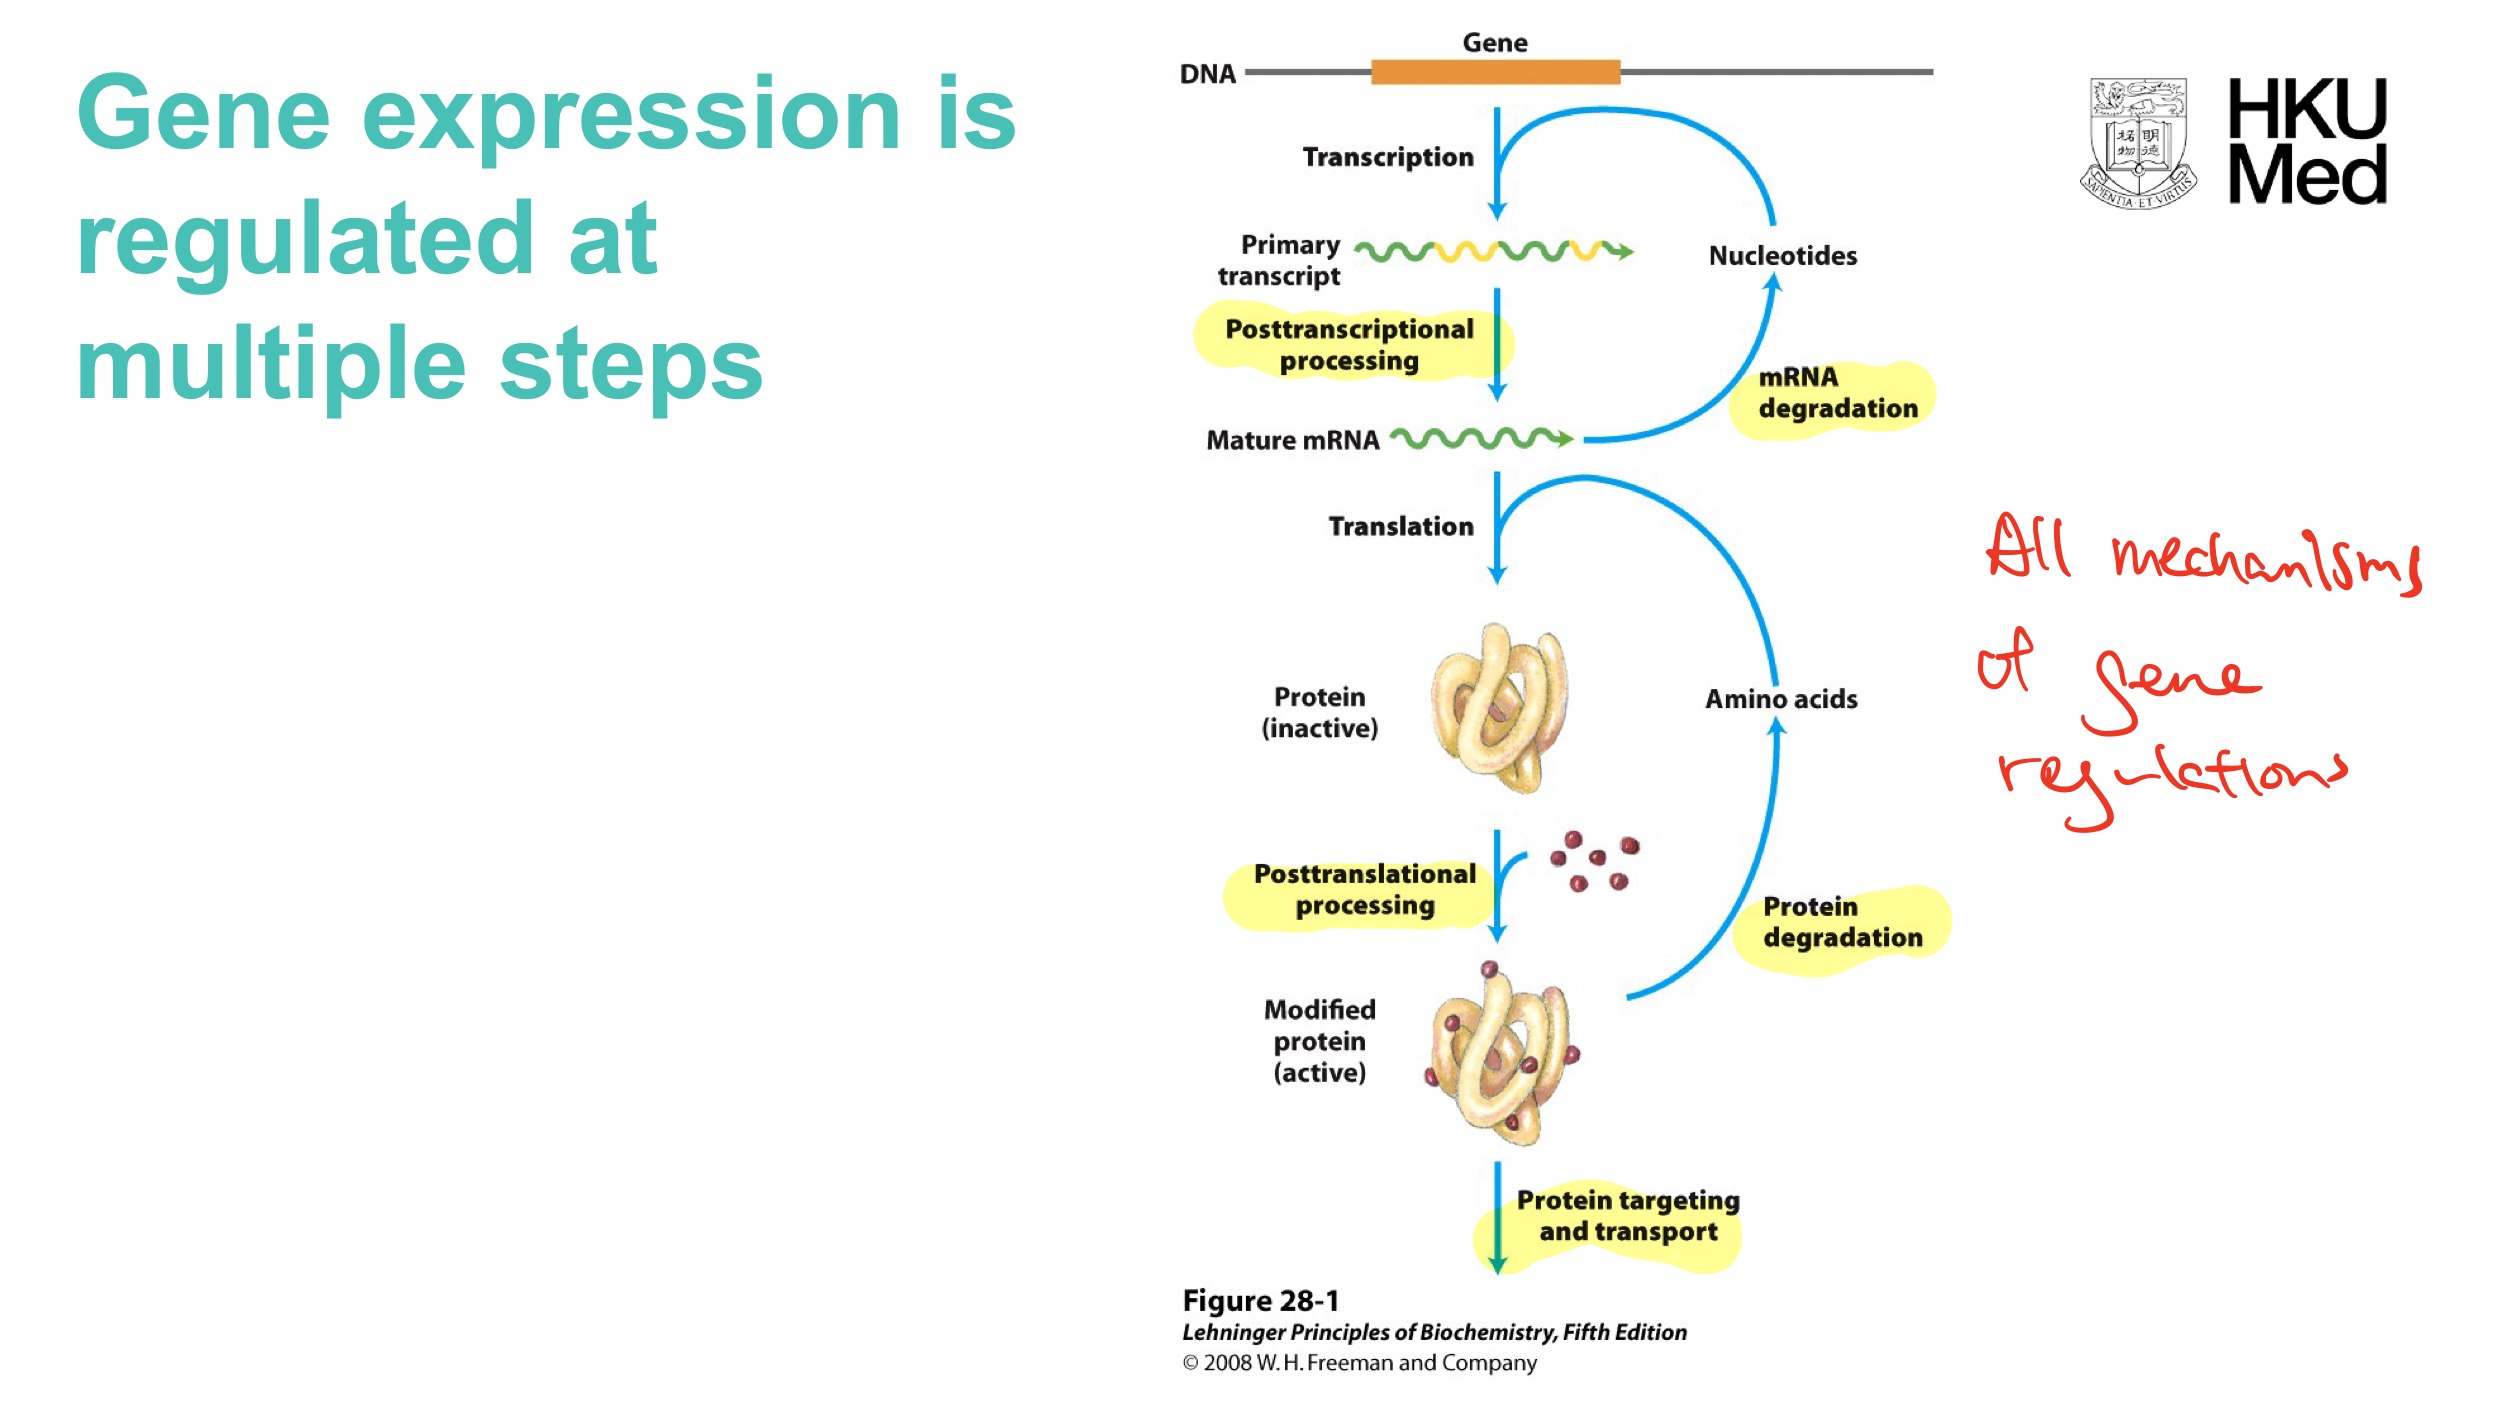 Gene expression is
regulated at
multiple steps
Gene
DNA
Transcription
Primary
transcript
Nucleotides
Posttranscriptional
processing
mRNA
degradation
Mature mRNA
Translation
Protein
(inactive)
Amino acids
Posttranslational
processing
Protein
degradation
Modified
protein
(active)
Protein targeting
and transport
Figure 28-1
Lehninger Principles of Biochemistry, Fifth Edition
© 2008 W. H. Freeman and Company
HKU
Med
明德
格物
SAPIENTIA·ET·VIRTUS
All mechanisms
of gene
regulations